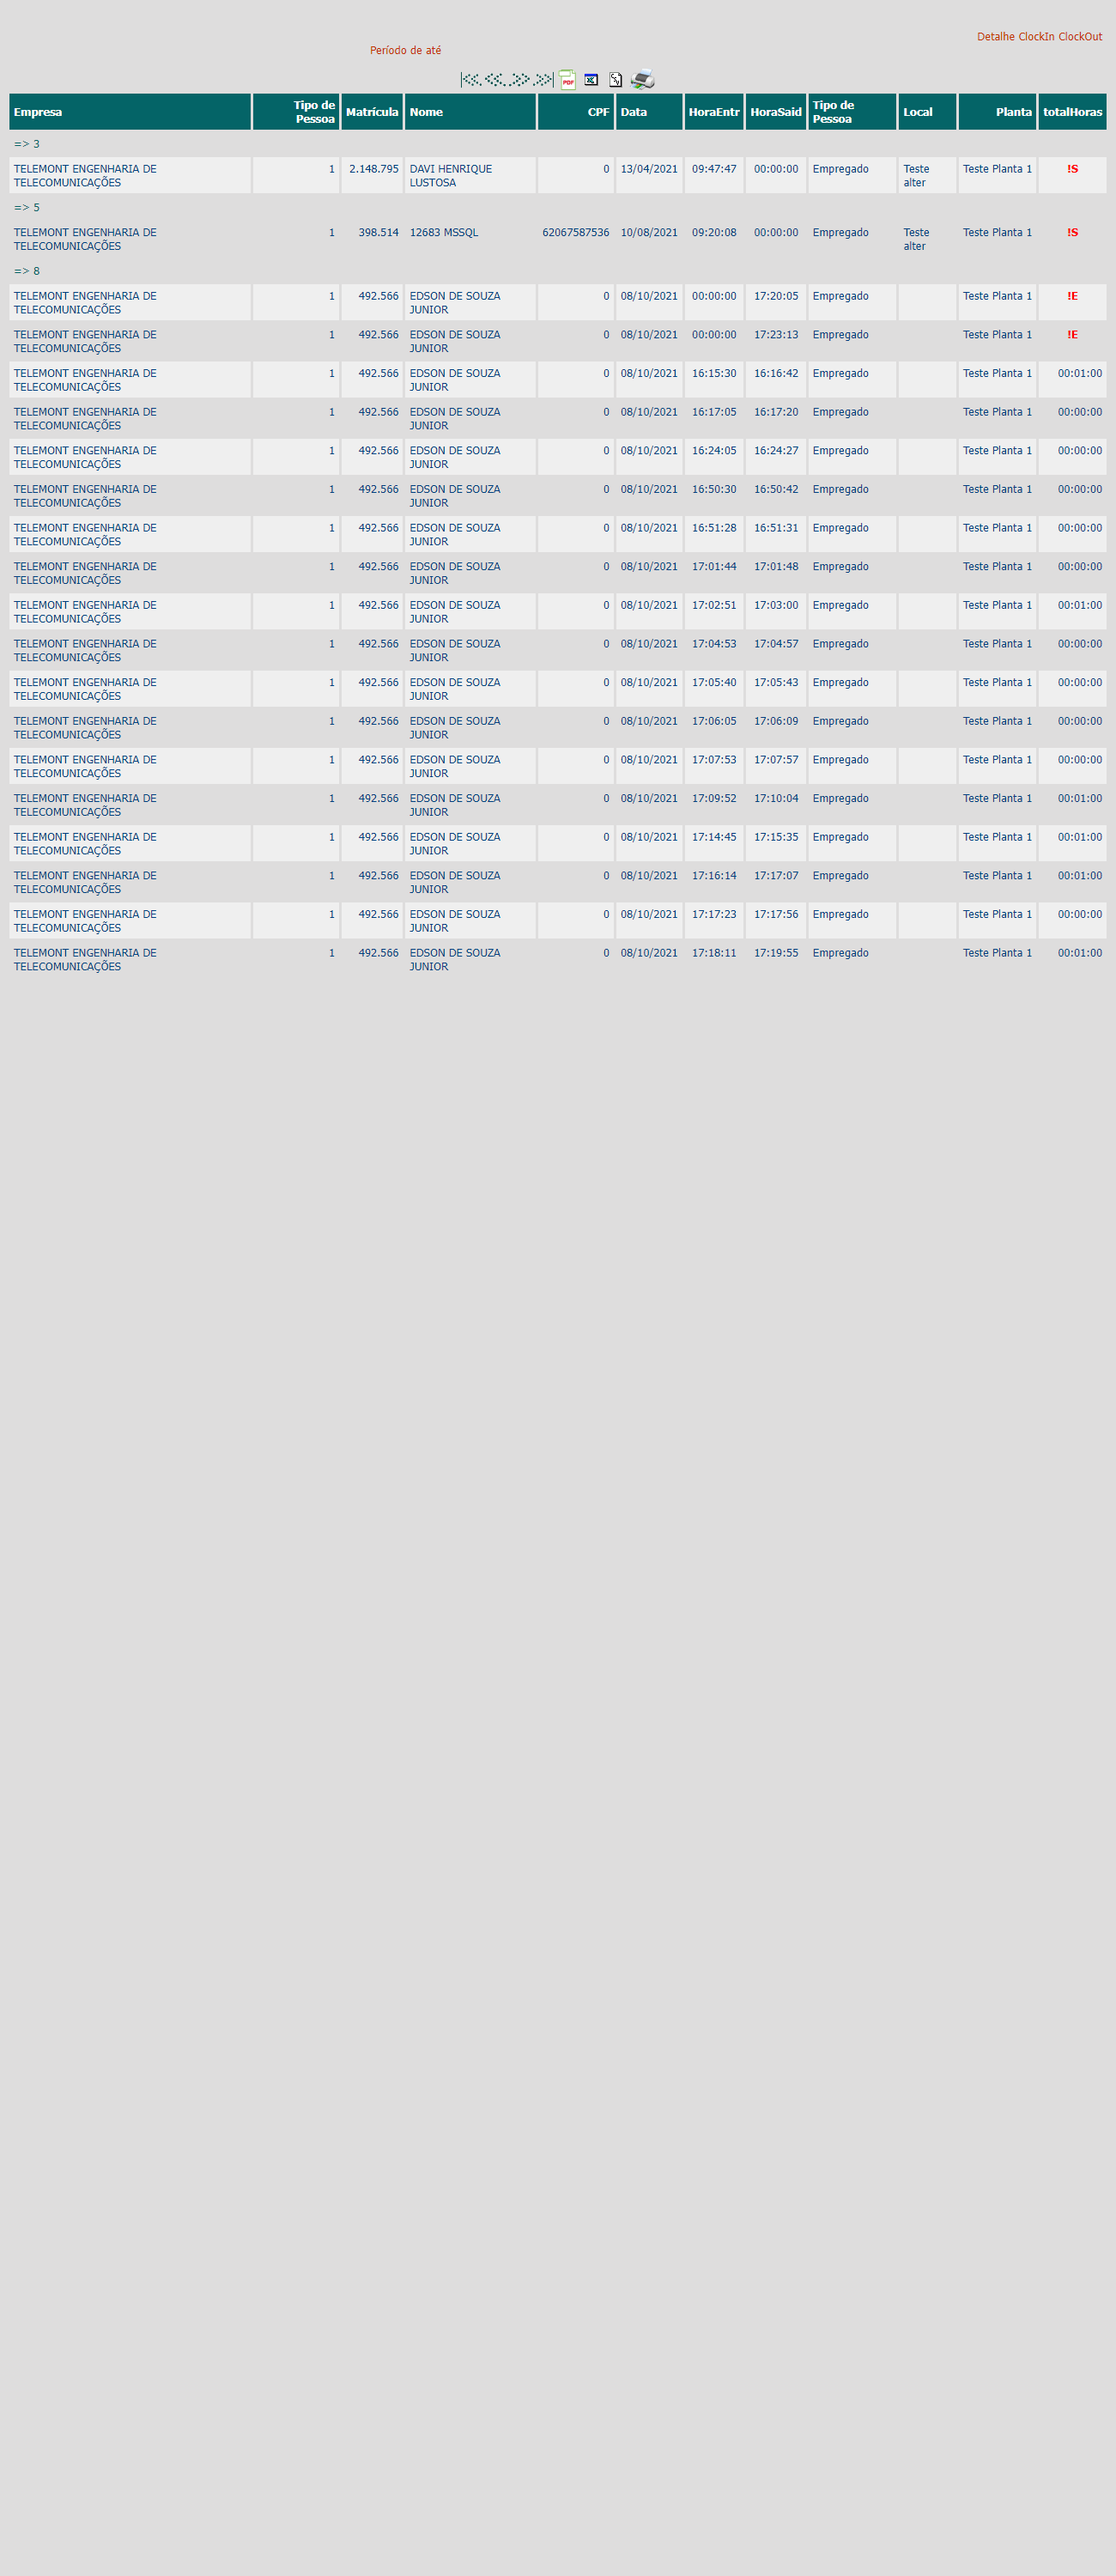 Detalhe ClockIn ClockOut
Período de até
Empresa Tipo de Pessoa Matrícula Nome CPF Data HoraEntr HoraSaid Tipo de Pessoa Local Planta totalHoras
=> 3
TELEMONT ENGENHARIA DE TELECOMUNICAÇÕES 1 2.148.795 DAVI HENRIQUE LUSTOSA 0 13/04/2021 09:47:47 00:00:00 Empregado Teste alter Teste Planta 1 !S
=> 5
TELEMONT ENGENHARIA DE TELECOMUNICAÇÕES 1 398.514 12683 MSSQL 62067587536 10/08/2021 09:20:08 00:00:00 Empregado Teste alter Teste Planta 1 !S
=> 8
TELEMONT ENGENHARIA DE TELECOMUNICAÇÕES 1 492.566 EDSON DE SOUZA JUNIOR 0 08/10/2021 00:00:00 17:20:05 Empregado Teste Planta 1 !E
TELEMONT ENGENHARIA DE TELECOMUNICAÇÕES 1 492.566 EDSON DE SOUZA JUNIOR 0 08/10/2021 00:00:00 17:23:13 Empregado Teste Planta 1 !E
TELEMONT ENGENHARIA DE TELECOMUNICAÇÕES 1 492.566 EDSON DE SOUZA JUNIOR 0 08/10/2021 16:15:30 16:16:42 Empregado Teste Planta 1 00:01:00
TELEMONT ENGENHARIA DE TELECOMUNICAÇÕES 1 492.566 EDSON DE SOUZA JUNIOR 0 08/10/2021 16:17:05 16:17:20 Empregado Teste Planta 1 00:00:00
TELEMONT ENGENHARIA DE TELECOMUNICAÇÕES 1 492.566 EDSON DE SOUZA JUNIOR 0 08/10/2021 16:24:05 16:24:27 Empregado Teste Planta 1 00:00:00
TELEMONT ENGENHARIA DE TELECOMUNICAÇÕES 1 492.566 EDSON DE SOUZA JUNIOR 0 08/10/2021 16:50:30 16:50:42 Empregado Teste Planta 1 00:00:00
TELEMONT ENGENHARIA DE TELECOMUNICAÇÕES 1 492.566 EDSON DE SOUZA JUNIOR 0 08/10/2021 16:51:28 16:51:31 Empregado Teste Planta 1 00:00:00
TELEMONT ENGENHARIA DE TELECOMUNICAÇÕES 1 492.566 EDSON DE SOUZA JUNIOR 0 08/10/2021 17:01:44 17:01:48 Empregado Teste Planta 1 00:00:00
TELEMONT ENGENHARIA DE TELECOMUNICAÇÕES 1 492.566 EDSON DE SOUZA JUNIOR 0 08/10/2021 17:02:51 17:03:00 Empregado Teste Planta 1 00:01:00
TELEMONT ENGENHARIA DE TELECOMUNICAÇÕES 1 492.566 EDSON DE SOUZA JUNIOR 0 08/10/2021 17:04:53 17:04:57 Empregado Teste Planta 1 00:00:00
TELEMONT ENGENHARIA DE TELECOMUNICAÇÕES 1 492.566 EDSON DE SOUZA JUNIOR 0 08/10/2021 17:05:40 17:05:43 Empregado Teste Planta 1 00:00:00
TELEMONT ENGENHARIA DE TELECOMUNICAÇÕES 1 492.566 EDSON DE SOUZA JUNIOR 0 08/10/2021 17:06:05 17:06:09 Empregado Teste Planta 1 00:00:00
TELEMONT ENGENHARIA DE TELECOMUNICAÇÕES 1 492.566 EDSON DE SOUZA JUNIOR 0 08/10/2021 17:07:53 17:07:57 Empregado Teste Planta 1 00:00:00
TELEMONT ENGENHARIA DE TELECOMUNICAÇÕES 1 492.566 EDSON DE SOUZA JUNIOR 0 08/10/2021 17:09:52 17:10:04 Empregado Teste Planta 1 00:01:00
TELEMONT ENGENHARIA DE TELECOMUNICAÇÕES 1 492.566 EDSON DE SOUZA JUNIOR 0 08/10/2021 17:14:45 17:15:35 Empregado Teste Planta 1 00:01:00
TELEMONT ENGENHARIA DE TELECOMUNICAÇÕES 1 492.566 EDSON DE SOUZA JUNIOR 0 08/10/2021 17:16:14 17:17:07 Empregado Teste Planta 1 00:01:00
TELEMONT ENGENHARIA DE TELECOMUNICAÇÕES 1 492.566 EDSON DE SOUZA JUNIOR 0 08/10/2021 17:17:23 17:17:56 Empregado Teste Planta 1 00:00:00
TELEMONT ENGENHARIA DE TELECOMUNICAÇÕES 1 492.566 EDSON DE SOUZA JUNIOR 0 08/10/2021 17:18:11 17:19:55 Empregado Teste Planta 1 00:01:00